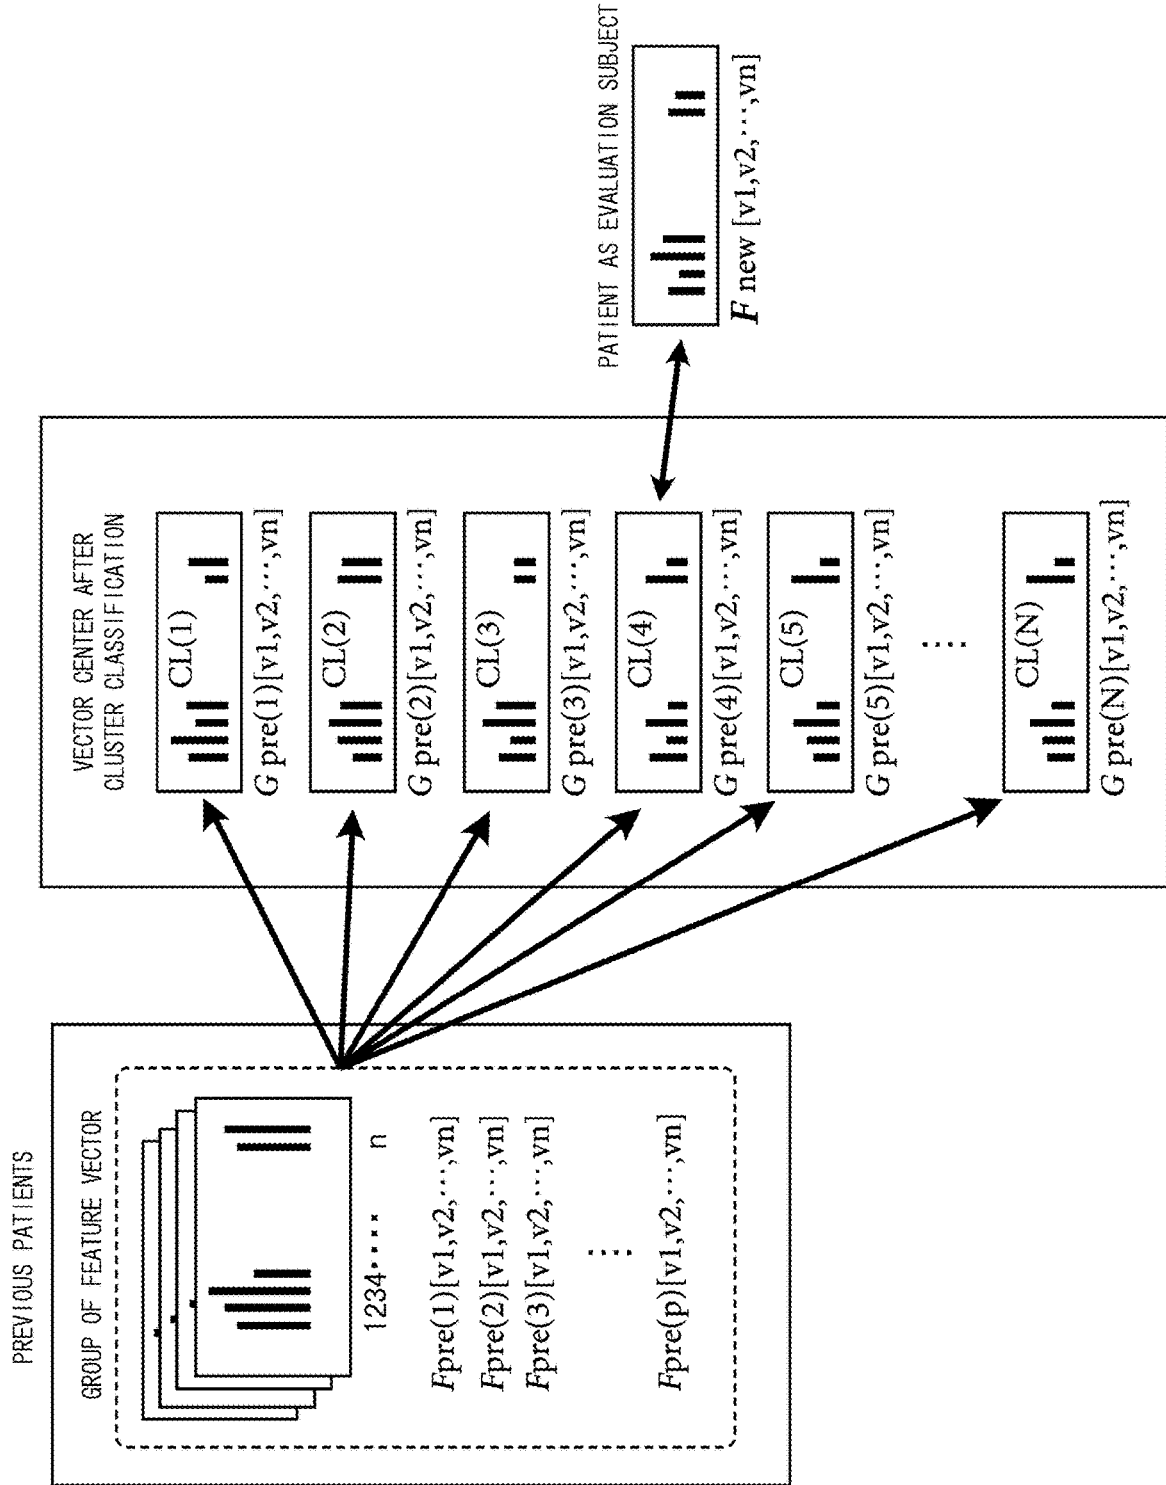 PREVIOUS PATIENTS
GROUP OF FEATURE VECTOR
1234・・・・・ n
Fpre(1)[v1,v2,⋯,vn]
Fpre(2)[v1,v2,⋯,vn]
Fpre(3)[v1,v2,⋯,vn]
⋯⋯
Fpre(p)[v1,v2,⋯,vn]
VECTOR CENTER AFTER
CLUSTER CLASSIFICATION
CL(1)
G pre(1)[v1,v2,⋯,vn]
CL(2)
G pre(2)[v1,v2,⋯,vn]
CL(3)
G pre(3)[v1,v2,⋯,vn]
CL(4)
G pre(4)[v1,v2,⋯,vn]
CL(5)
G pre(5)[v1,v2,⋯,vn]
⋯⋯
CL(N)
G pre(N)[v1,v2,⋯,vn]
PATIENT AS EVALUATION SUBJECT
F new [v1,v2,⋯,vn]